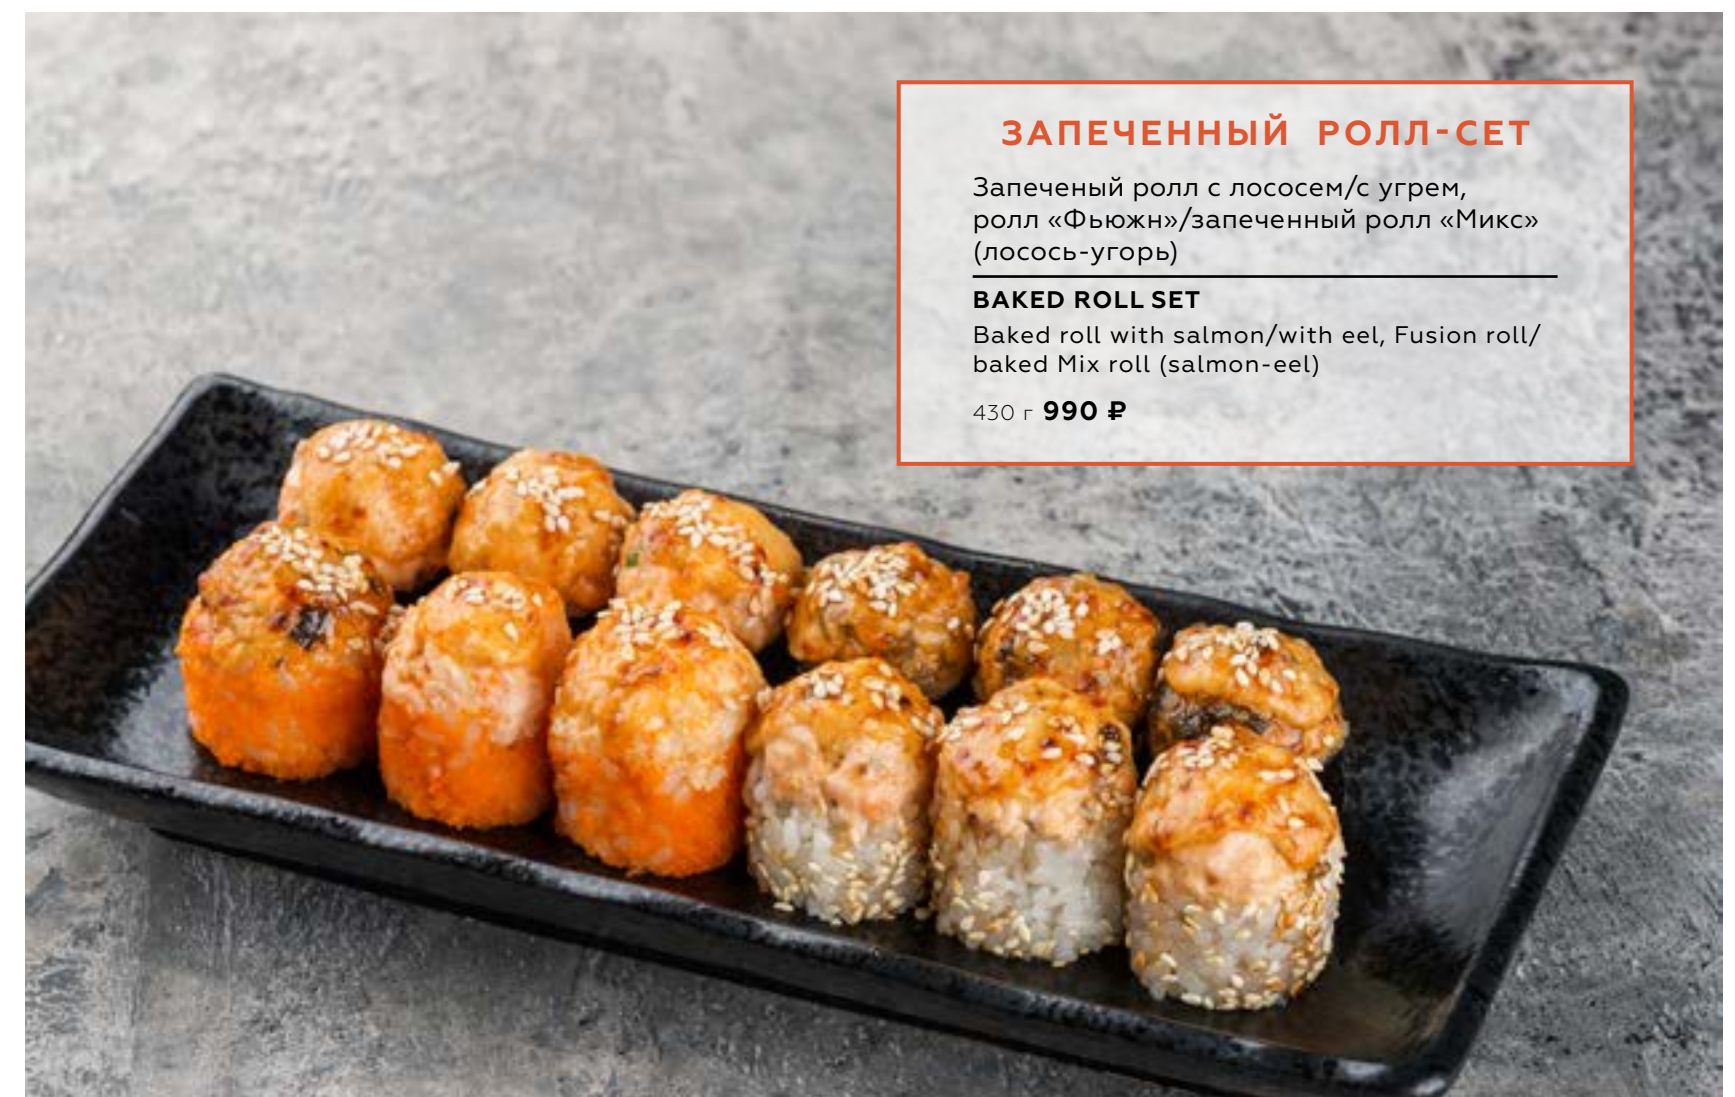 ЗАПЕЧЕННЫЙ РОЛЛ-СЕТ
Запеченый ролл с лососем/с угрем,
ролл «Фьюжн»/запеченный ролл «Микс»
(лосось-угорь)
BAKED ROLL SET
Baked roll with salmon/with eel, Fusion roll/
baked Mix roll (salmon-eel)
430 г 990 ₽